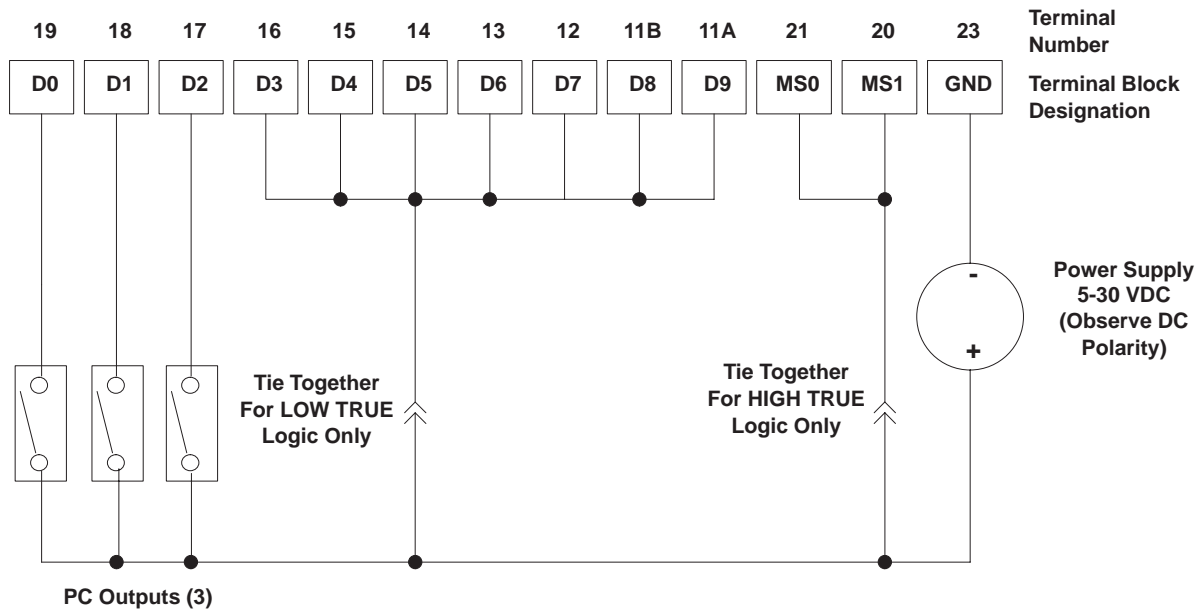 19 18 17 16 15 14 13 12 11B 11A 21 20 23
Terminal
Number
D0 D1 D2 D3 D4 D5 D6 D7 D8 D9 MS0 MS1 GND
Terminal Block
Designation
-
+
Power Supply
5-30 VDC
(Observe DC
Polarity)
Tie Together
For LOW TRUE
Logic Only
Tie Together
For HIGH TRUE
Logic Only
PC Outputs (3)